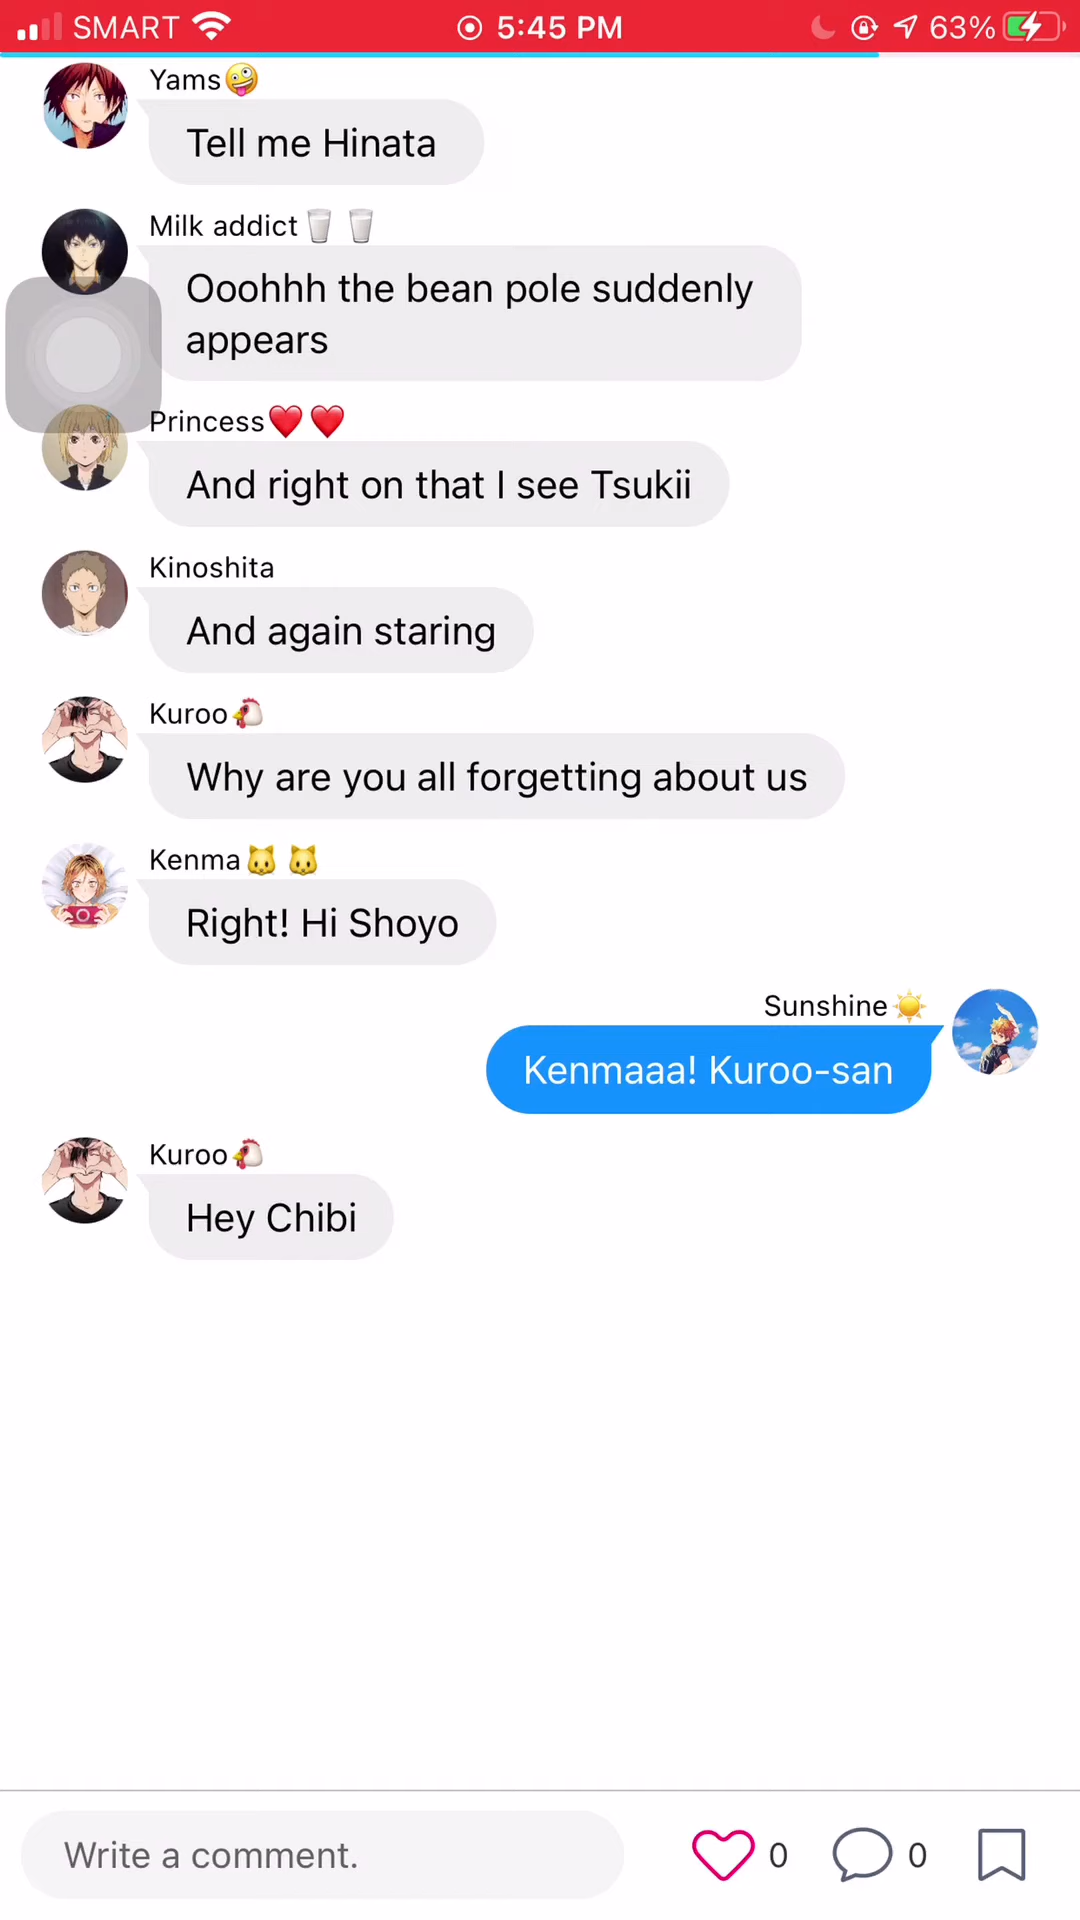 SMART 5:45 PM 63%
Yams🤪
Tell me Hinata
Milk addict🥛🥛
Ooohhh the bean pole suddenly
appears
Princess❤️❤️
And right on that I see Tsukii
Kinoshita
And again staring
Kuroo🐔
Why are you all forgetting about us
Kenma🐱🐱
Right! Hi Shoyo
Sunshine☀️
Kenmaaa! Kuroo-san
Kuroo🐔
Hey Chibi
Write a comment. 0 0